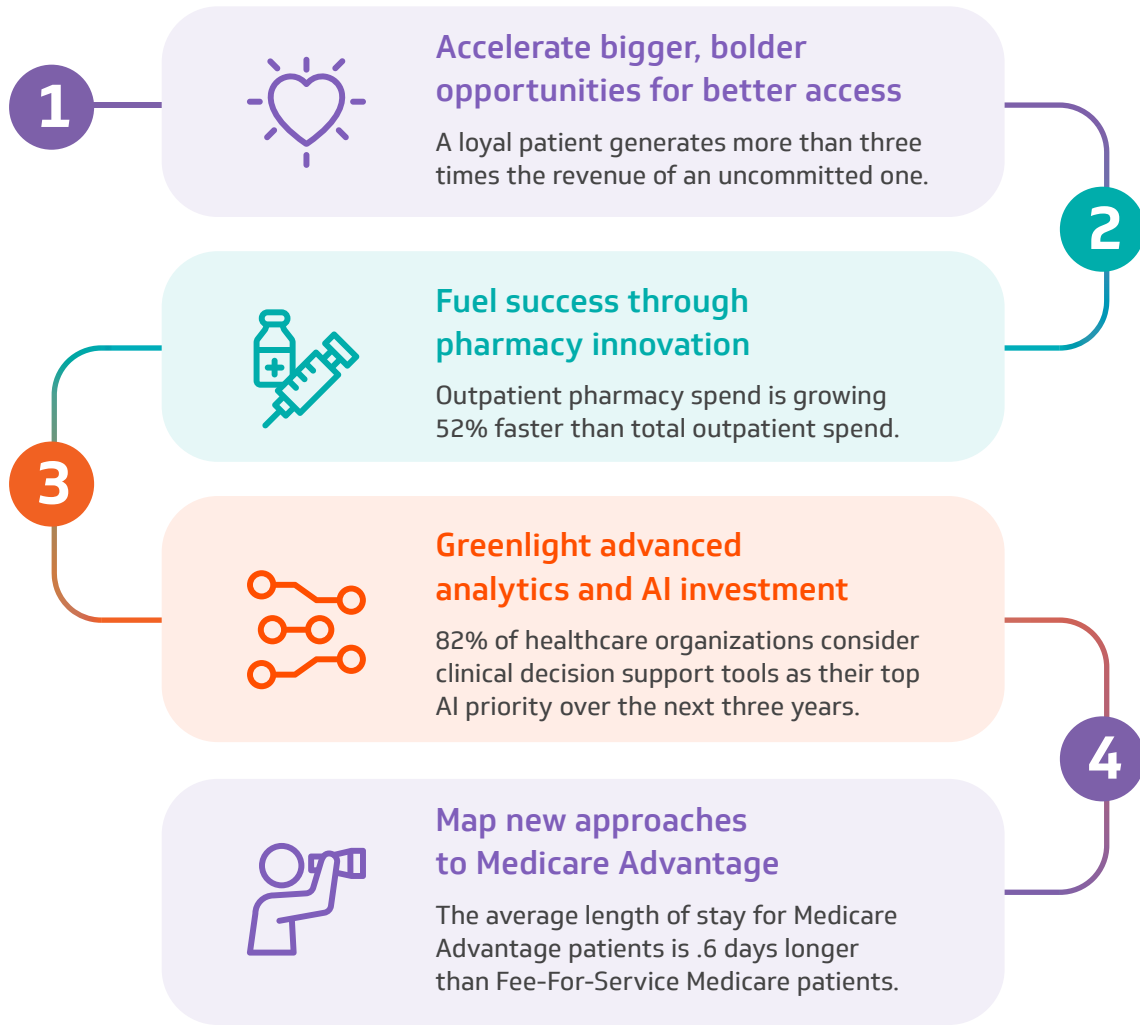 1
Accelerate bigger, bolder
opportunities for better access
A loyal patient generates more than three
times the revenue of an uncommitted one.
2
Fuel success through
pharmacy innovation
Outpatient pharmacy spend is growing
52% faster than total outpatient spend.
3
Greenlight advanced
analytics and AI investment
82% of healthcare organizations consider
clinical decision support tools as their top
AI priority over the next three years.
4
Map new approaches
to Medicare Advantage
The average length of stay for Medicare
Advantage patients is .6 days longer
than Fee-For-Service Medicare patients.